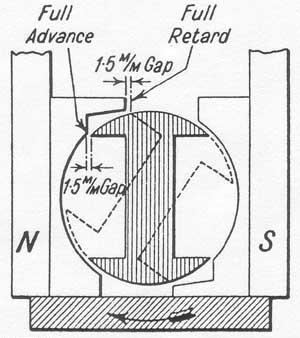 Full
Advance
Full
Retard
1·5 M/M Gap
1·5 M/M Gap
N
S